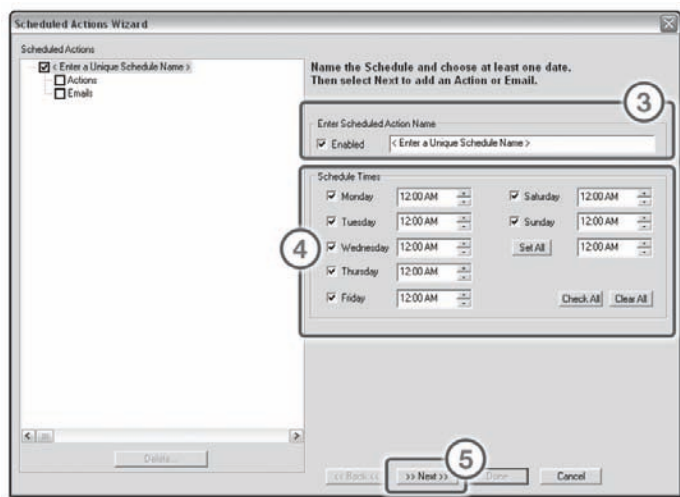 Scheduled Actions Wizard
Scheduled Actions
< Enter a Unique Schedule Name >
Actions
Emails
Delete...
Name the Schedule and choose at least one date.
Then select Next to add an Action or Email.
3
Enter Scheduled Action Name
Enabled < Enter a Unique Schedule Name >
4
Schedule Times
Monday 12:00 AM Saturday 12:00 AM
Tuesday 12:00 AM Sunday 12:00 AM
Wednesday 12:00 AM Set All 12:00 AM
Thursday 12:00 AM
Friday 12:00 AM Check All Clear All
5
<< Back << >> Next >> Done Cancel